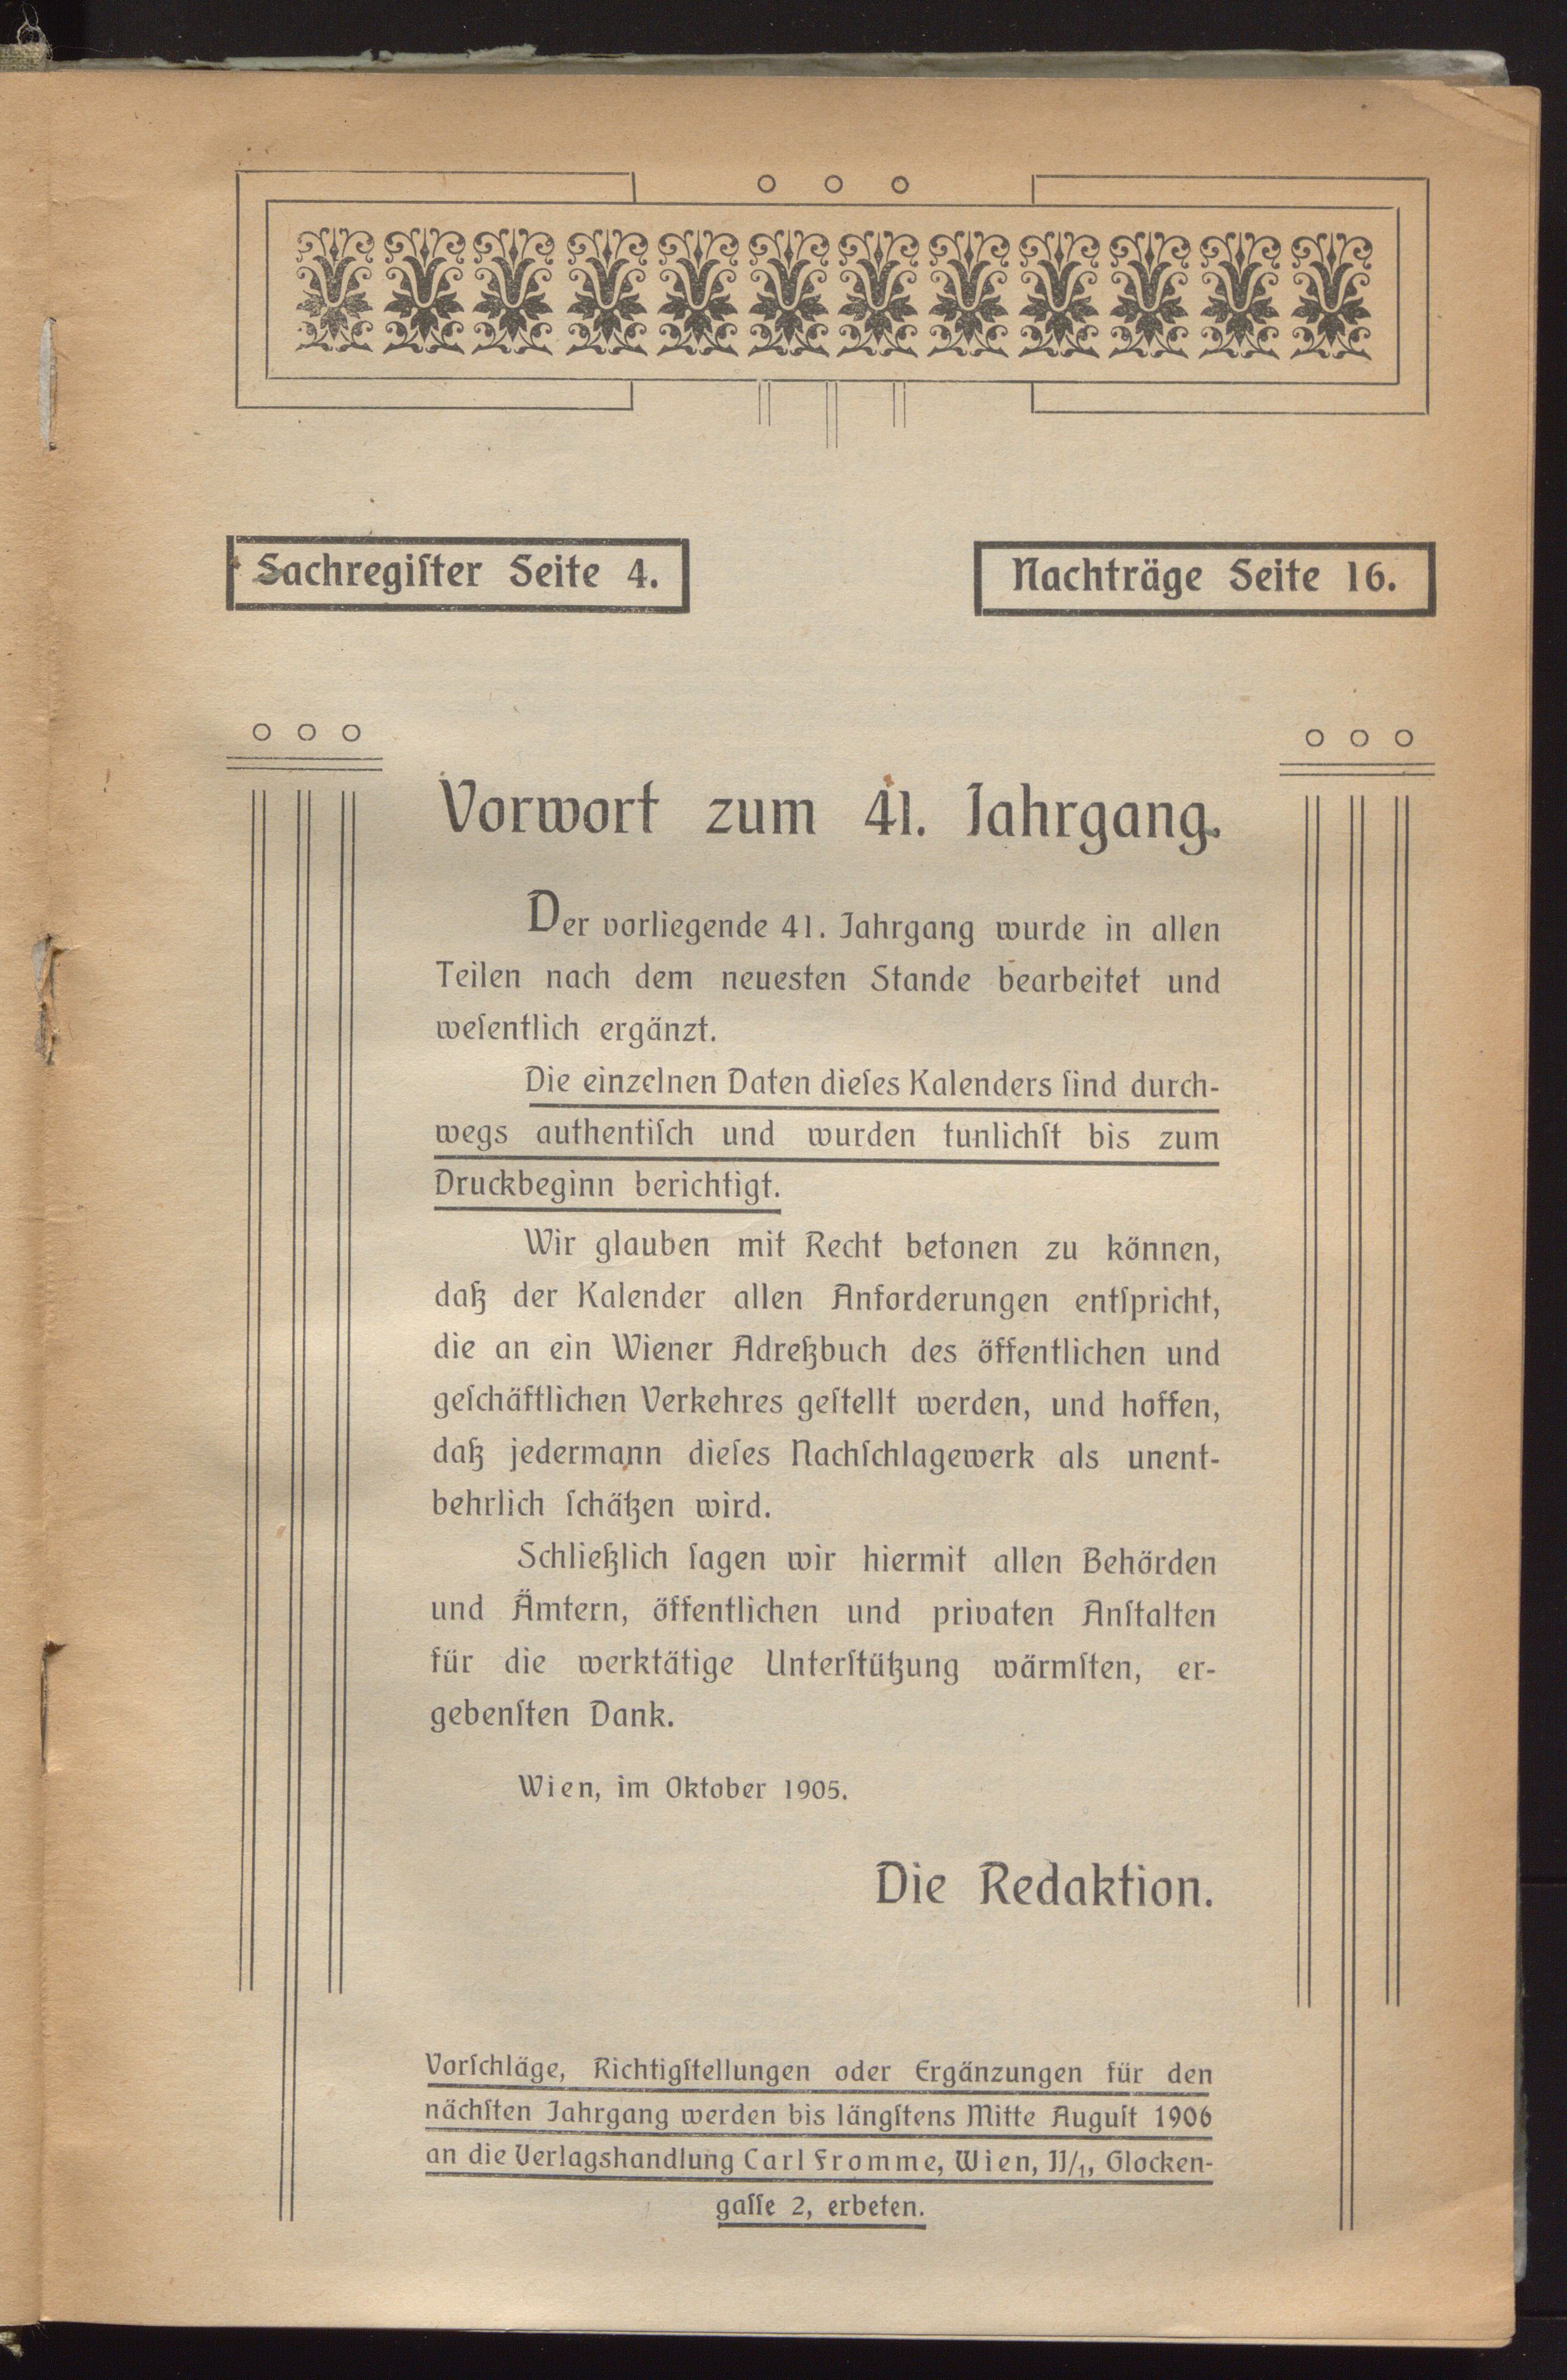 Sachregiſter Seite 4.
Nachträge Seite 16.
Vorwort zum 41. Jahrgang.
Der vorliegende 41. Jahrgang wurde in allen
Teilen nach dem neuesten Stande bearbeitet und
weſentlich ergänzt.
Die einzelnen Daten dieſes Kalenders ſind durch-
wegs authentiſch und wurden tunlichſt bis zum
Druckbeginn berichtigt.
Wir glauben mit Recht betonen zu können,
daß der Kalender allen Anforderungen entſpricht,
die an ein Wiener Adreßbuch des öffentlichen und
geſchäftlichen Verkehres geſtellt werden, und hoffen,
daß jedermann dieſes Nachſchlagewerk als unent-
behrlich ſchätzen wird.
Schließlich ſagen wir hiermit allen Behörden
und Ämtern, öffentlichen und privaten Anſtalten
für die werktätige Unterſtützung wärmſten, er-
gebenſten Dank.
Wien, im Oktober 1905.
Die Redaktion.
Vorſchläge, Richtigſtellungen oder Ergänzungen für den
nächſten Jahrgang werden bis längſtens Mitte Auguſt 1906
an die Verlagshandlung Carl Fromme, Wien, II/1, Glocken-
gaſſe 2, erbeten.